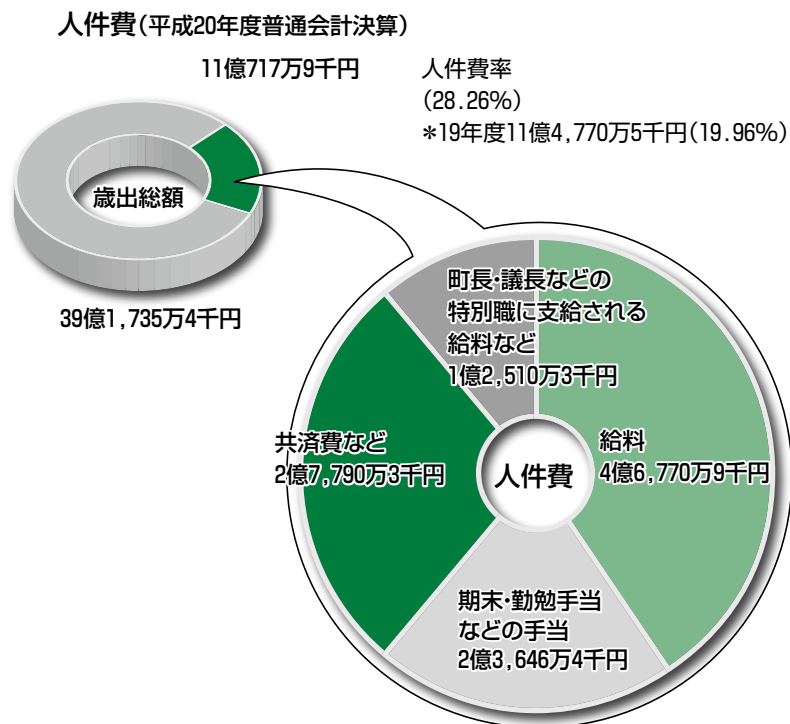 人件費(平成20年度普通会計決算)
11億717万9千円
人件費率
(28.26%)
*19年度11億4,770万5千円(19.96%)
歳出総額
39億1,735万4千円
町長・議長などの
特別職に支給される
給料など
1億2,510万3千円
共済費など
2億7,790万3千円
人件費
給料
4億6,770万9千円
期末・勤勉手当
などの手当
2億3,646万4千円